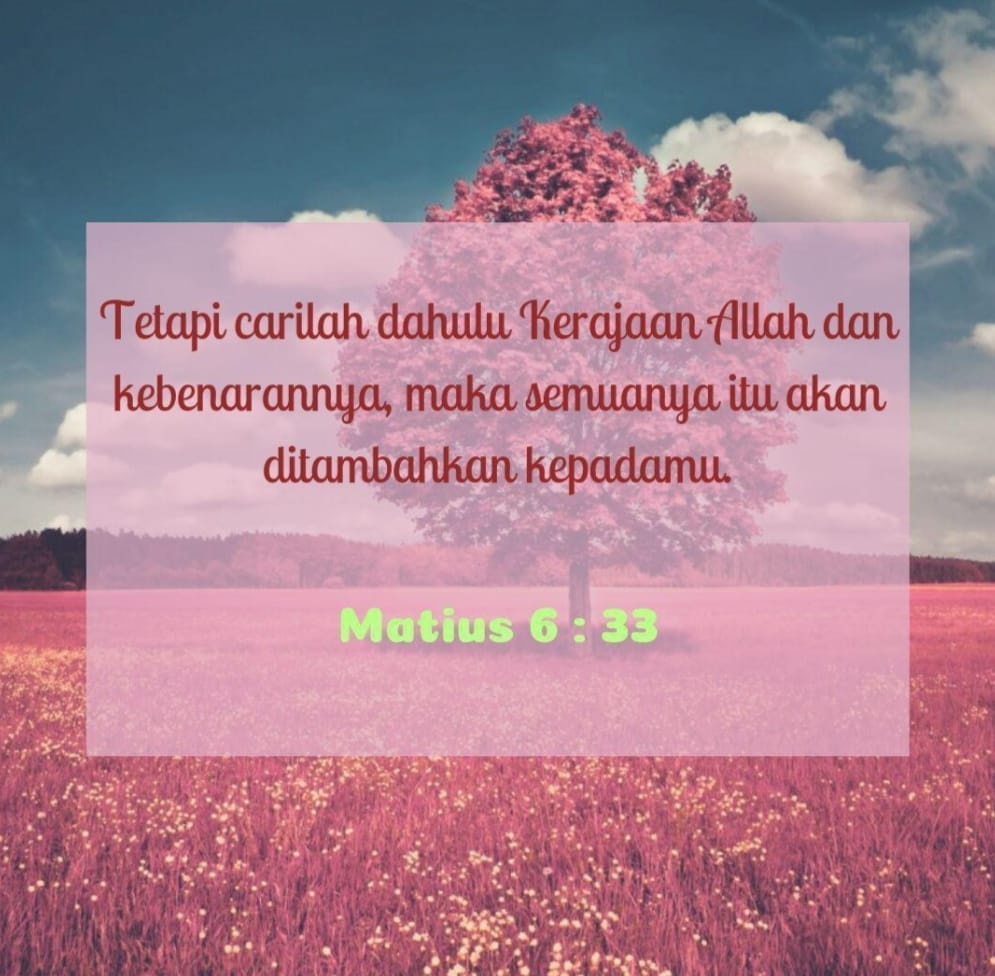 Tetapi carilah dahulu Kerajaan Allah dan
kebenarannya, maka semuanya itu akan
ditambahkan kepadamu.
Matius 6 : 33